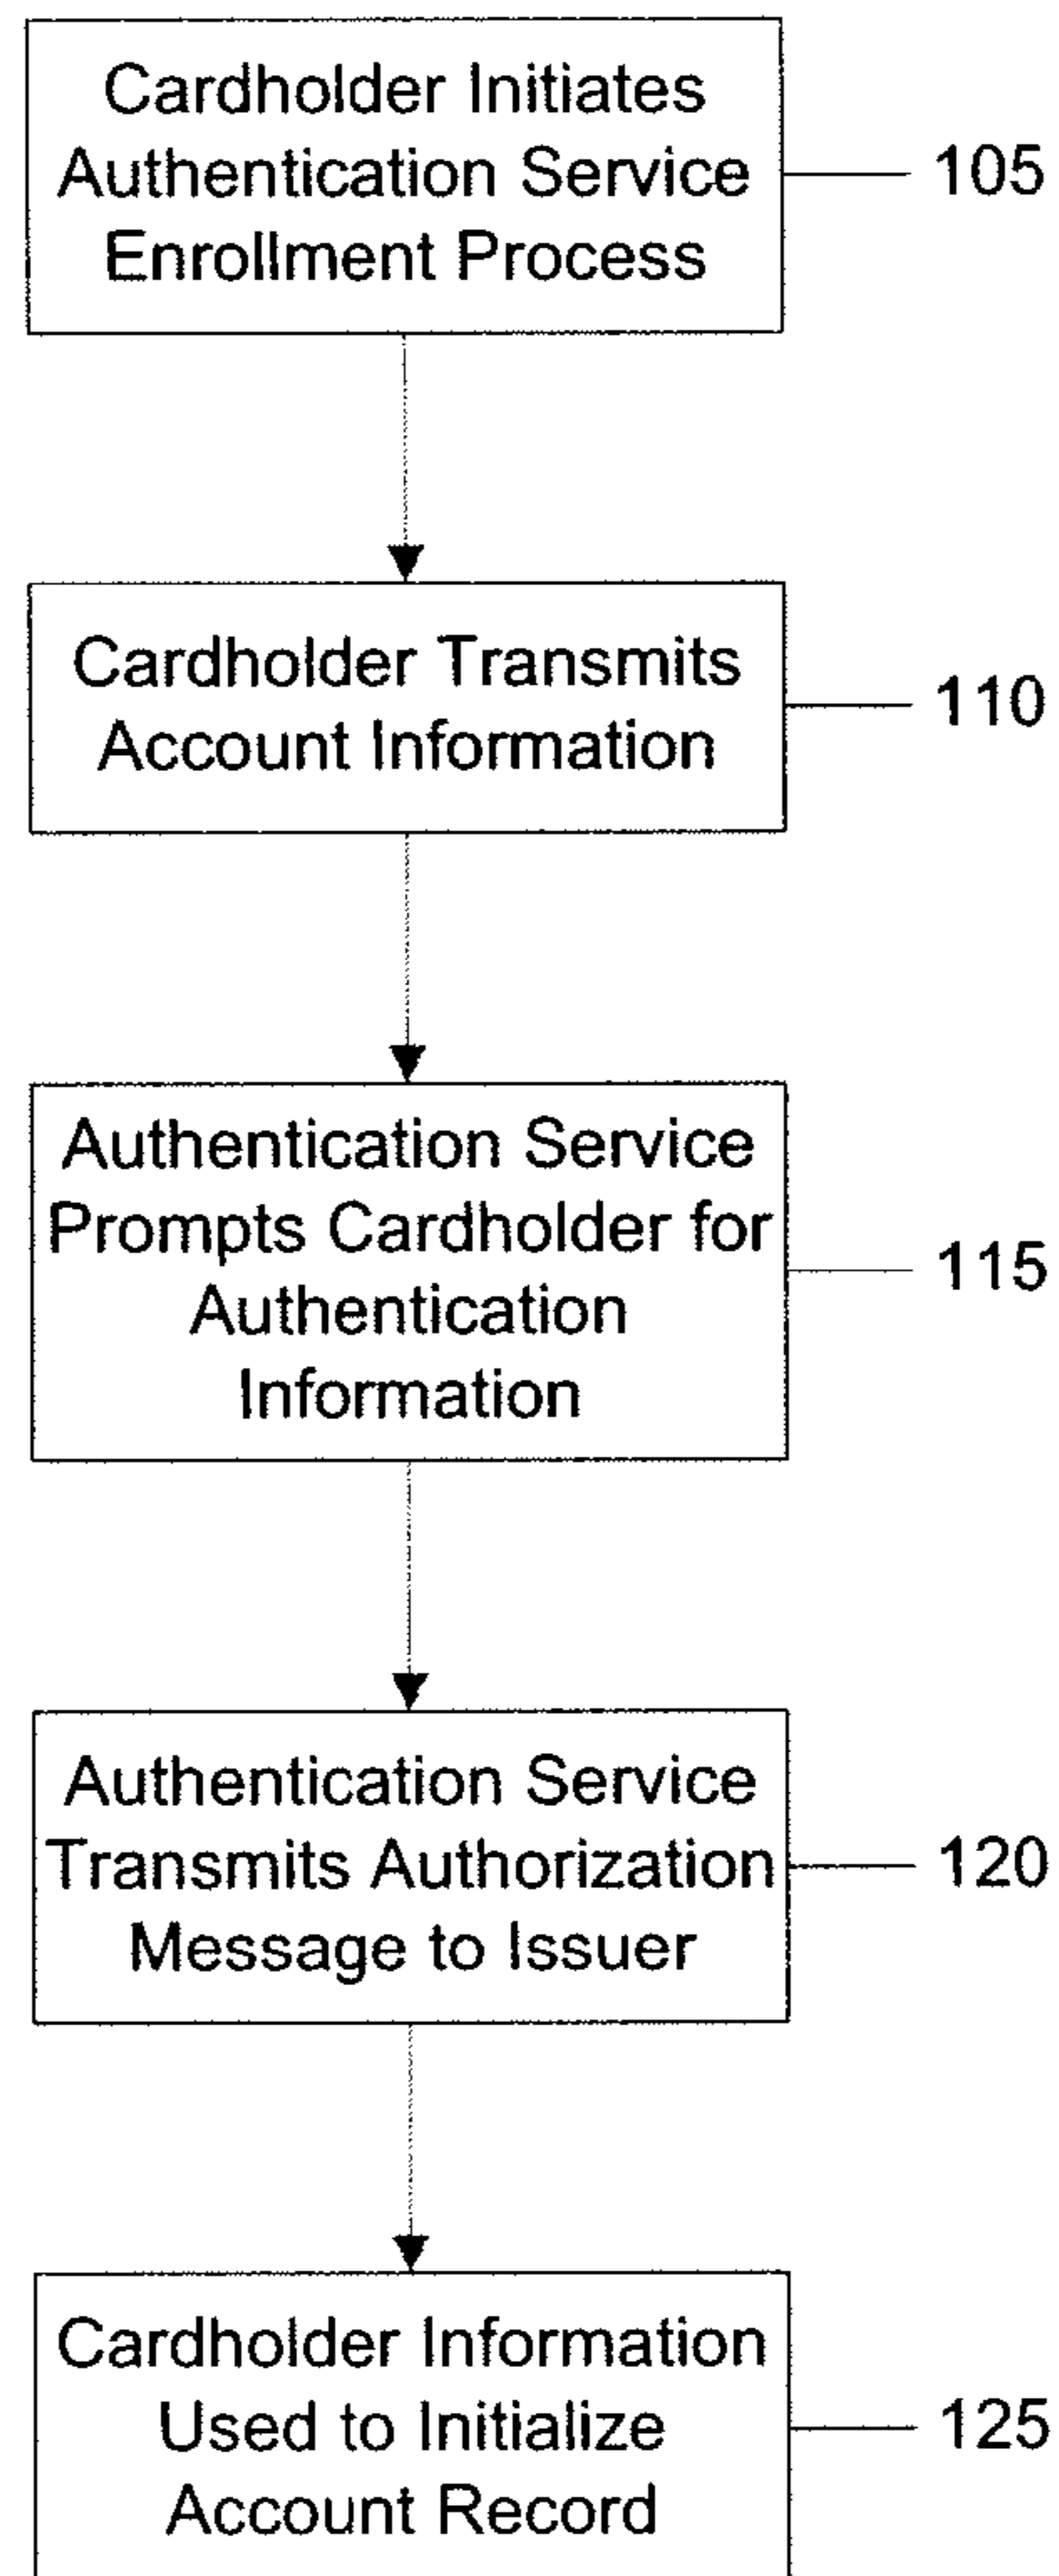 Cardholder Initiates
Authentication Service
Enrollment Process
105
Cardholder Transmits
Account Information
110
Authentication Service
Prompts Cardholder for
Authentication
Information
115
Authentication Service
Transmits Authorization
Message to Issuer
120
Cardholder Information
Used to Initialize
Account Record
125